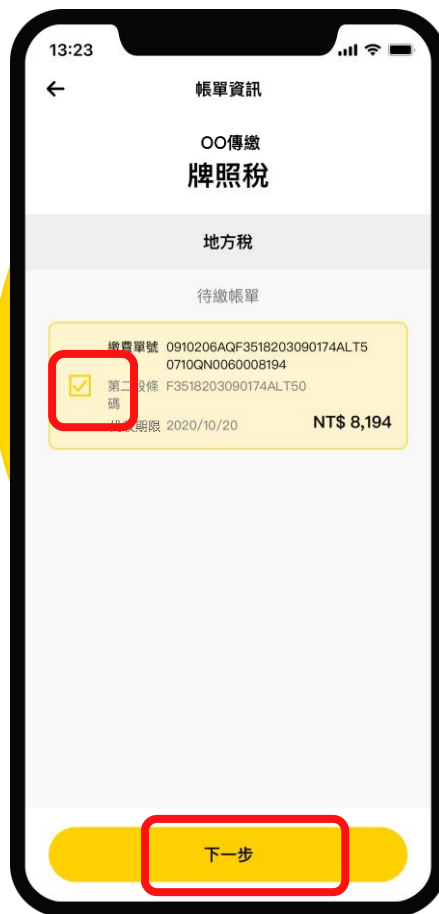 13:23
帳單資訊
OO傳繳
牌照稅
地方稅
待繳帳單
繳費單號 0910206AQF3518203090174ALT5
0710QN0060008194
第二段條 F3518203090174ALT50
碼
期限 2020/10/20 NT$ 8,194
下一步